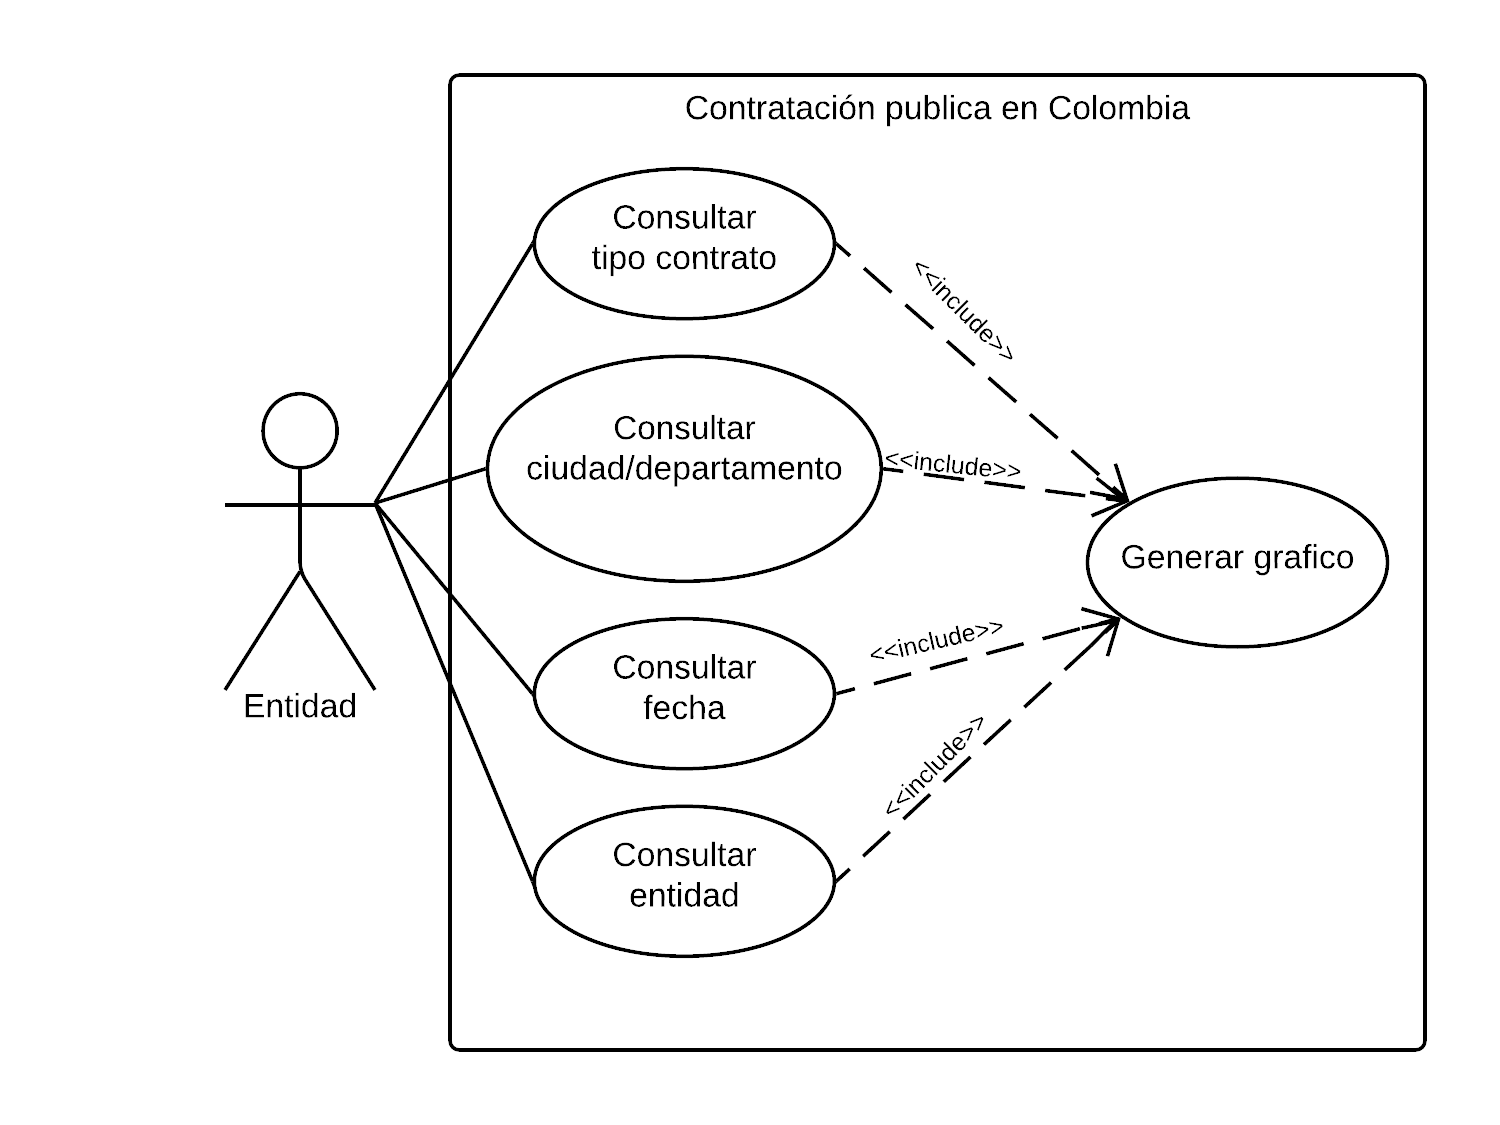 Contratación publica en Colombia
Consultar
tipo contrato
<<include>>
Consultar
ciudad/departamento
<<include>>
Generar grafico
Consultar
fecha
<<include>>
Entidad
<<include>>
Consultar
entidad